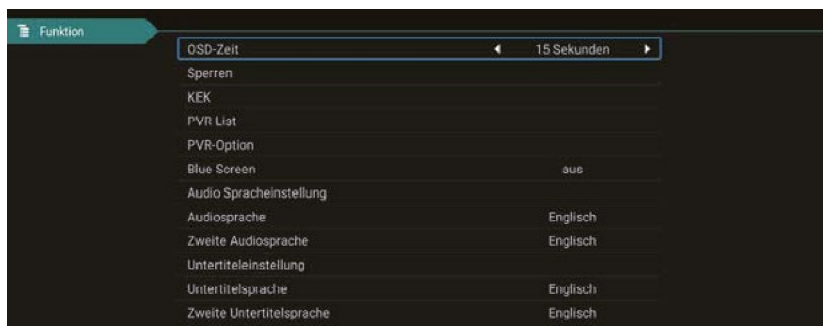 Funktion
OSD-Zeit 15 Sekunden
Sperren
KEK
PVR List
PVR-Option
Blue Screen aus
Audio Spracheinstellung
Audiosprache Englisch
Zweite Audiosprache Englisch
Untertiteleinstellung
Untertitelsprache Englisch
Zweite Untertitelsprache Englisch